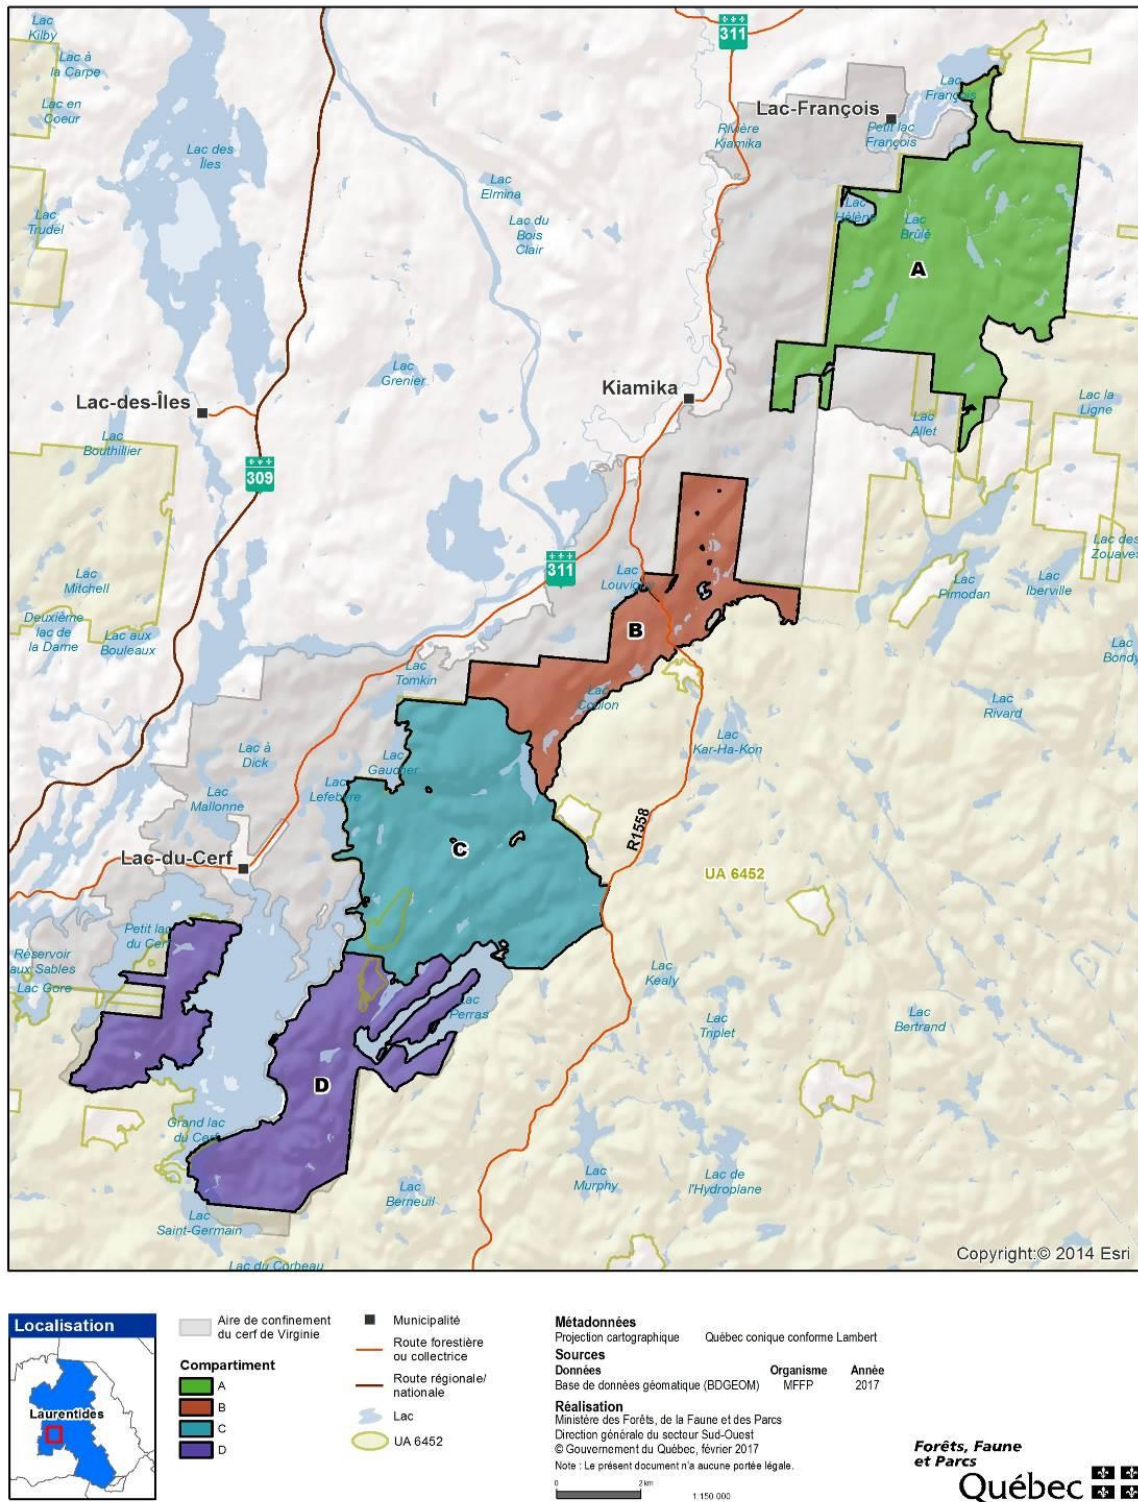 Lac
Kilby
Lac à
la Carpe
Lac en
Coeur
Lac des
Îles
Lac
Trudel
311
Lac-François
Lac
François
Petit lac
François
Rivière
Kiamika
Lac
Elmina
Lac du
Bois
Clair
Lac
Hélène
Lac
Brûlé
A
Lac
Grenier
Kiamika
Lac-des-Îles
Lac
Bouthillier
309
Lac la
Ligne
Lac
Allet
Lac des
Zouaves
311
Lac
Mitchell
Deuxième
lac de
la Dame
Lac aux
Bouleaux
Lac
Pimodan
Lac
Iberville
B
Lac
Bondy
Lac
Tomkin
Lac
Coulon
Lac
Rivard
Lac
Kar-Ha-Kon
Lac à
Dick
Lac
Gaucher
Lac
Mallonne
Lac
Lefebvre
R1558
Lac-du-Cerf
C
UA 6452
Petit lac
du Cerf
Réservoir
aux Sables
Lac Gore
Lac
Kealy
Lac
Perras
Lac
Triplet
Lac
Bertrand
D
Grand lac
du Cerf
Lac
Berneuil
Lac
Murphy
Lac de
l'Hydroplane
Lac
Saint-Germain
Lac du Corbeau
Copyright:© 2014 Esri
Localisation
Laurentides
Aire de confinement
du cerf de Virginie
Compartiment
A
B
C
D
Municipalité
Route forestière
ou collectrice
Route régionale/
nationale
Lac
UA 6452
Métadonnées
Projection cartographique Québec conique conforme Lambert
Sources
Données Organisme Année
Base de données géomatique (BDGEOM) MFFP 2017
Réalisation
Ministère des Forêts, de la Faune et des Parcs
Direction générale du secteur Sud-Ouest
© Gouvernement du Québec, février 2017
Note : Le présent document n'a aucune portée légale.
0 2 km
1:150 000
Forêts, Faune
et Parcs
Québec